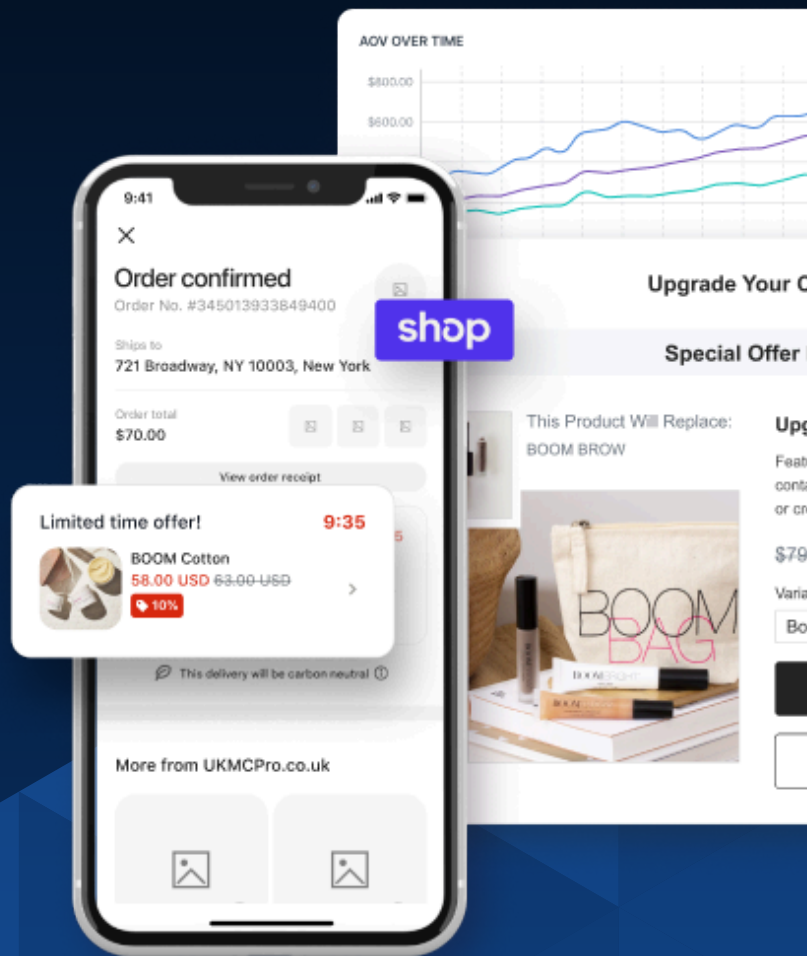 AOV OVER TIME
$800.00
$600.00
9:41
Order confirmed
Order No. #345013933849400
shop
Ships to
721 Broadway, NY 10003, New York
Order total
$70.00
View order receipt
Limited time offer!
9:35
5
BOOM Cotton
58.00 USD 63.00 USD
10%
This delivery will be carbon neutral
More from UKMCPro.co.uk
Upgrade Your
Special Offer
This Product Will Replace:
BOOM BROW
BOOM
BAG
$79
Bo